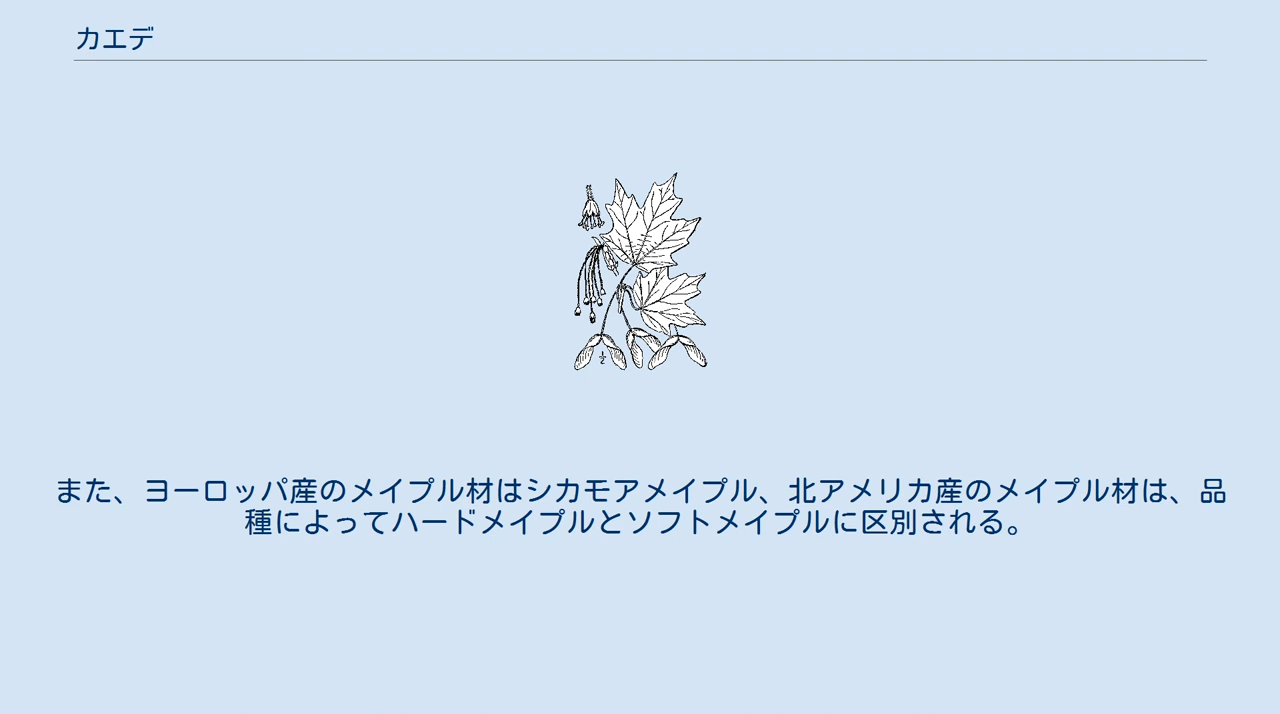 カエデ
また、ヨーロッパ産のメイプル材はシカモアメイプル、北アメリカ産のメイプル材は、品
種によってハードメイプルとソフトメイプルに区別される。